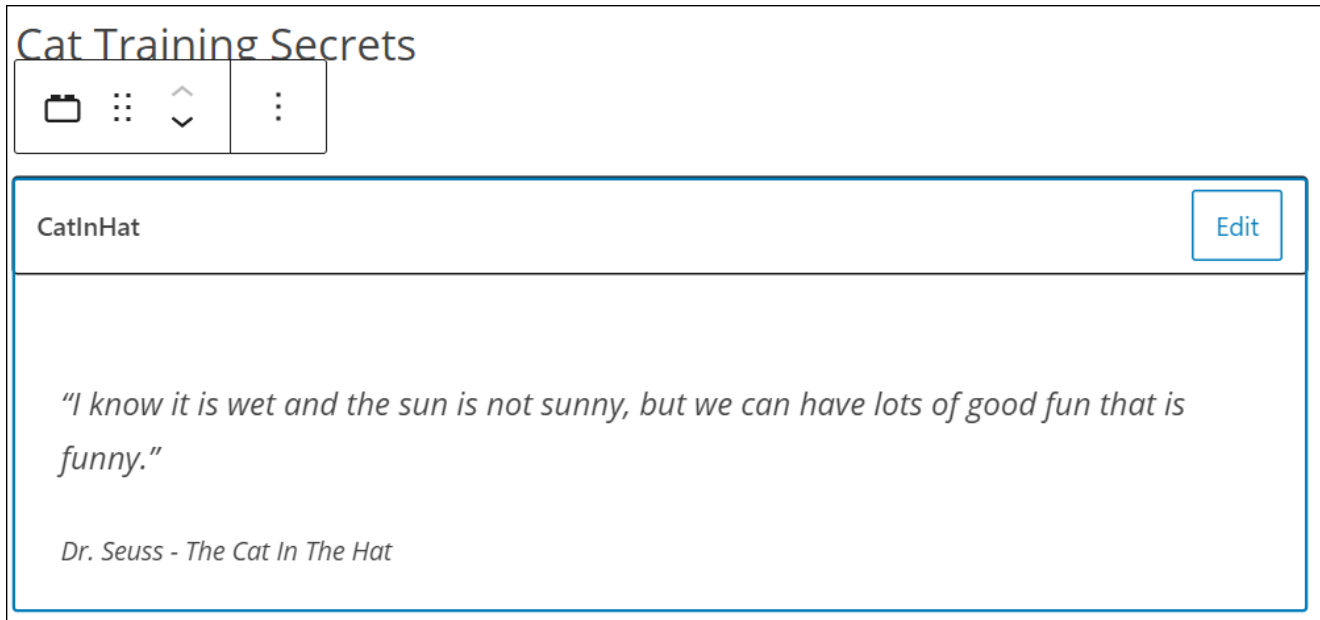 Cat Training Secrets
CatInHat
Edit
“I know it is wet and the sun is not sunny, but we can have lots of good fun that is
funny.”
Dr. Seuss - The Cat In The Hat